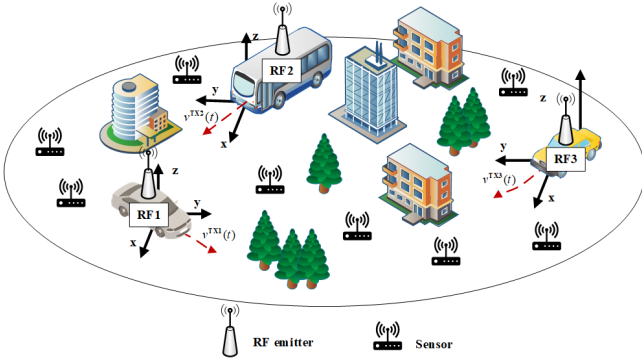 z
RF2
y
v^TX2(t)
x
z
RF3
y
v^TX3(t)
x
z
RF1
y
v^TX1(t)
x
RF emitter
Sensor